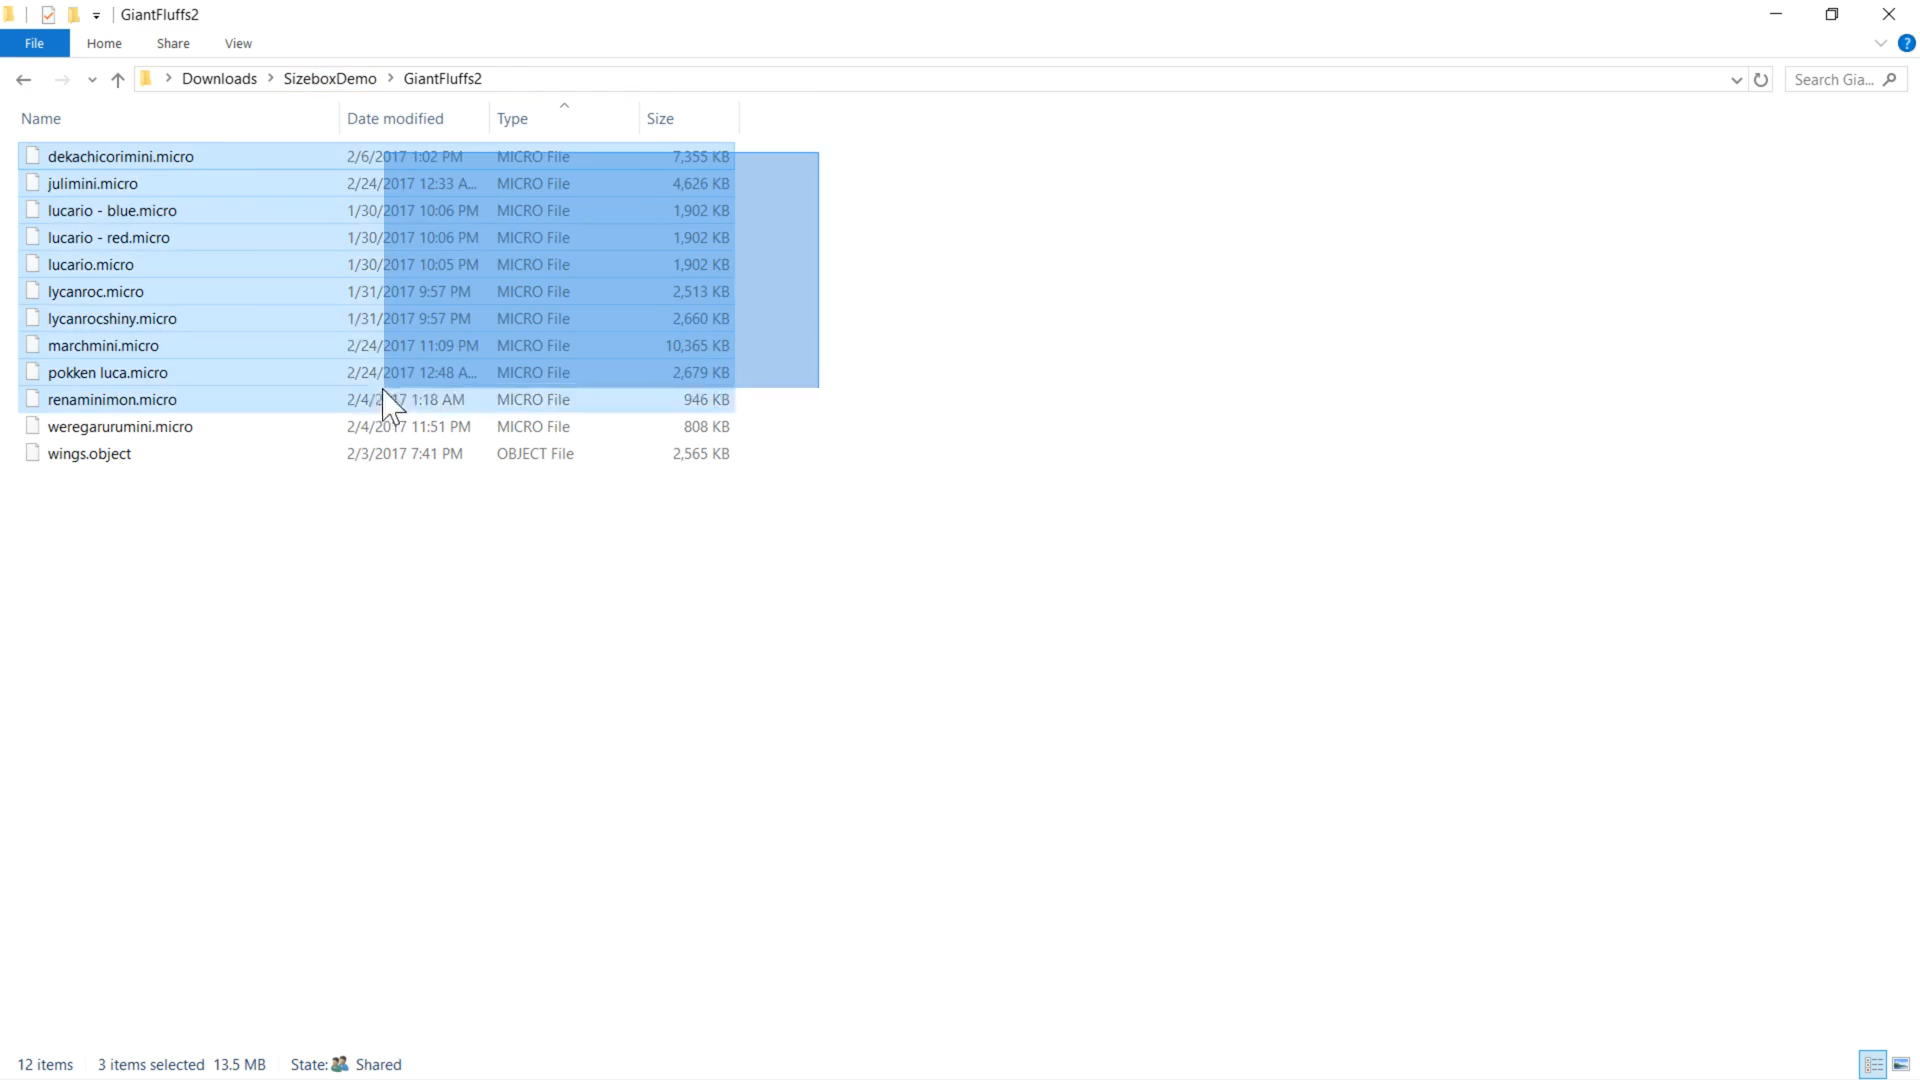 GiantFluffs2
File Home Share View
Downloads SizeboxDemo GiantFluffs2 Search Gia...
Name Date modified Type Size
dekachicorimini.micro 2/6/2017 1:02 PM MICRO File 7,355 KB
julimini.micro 2/24/2017 12:33 A... MICRO File 4,626 KB
lucario - blue.micro 1/30/2017 10:06 PM MICRO File 1,902 KB
lucario - red.micro 1/30/2017 10:06 PM MICRO File 1,902 KB
lucario.micro 1/30/2017 10:05 PM MICRO File 1,902 KB
lycanroc.micro 1/31/2017 9:57 PM MICRO File 2,513 KB
lycanrocshiny.micro 1/31/2017 9:57 PM MICRO File 2,660 KB
marchmini.micro 2/24/2017 11:09 PM MICRO File 10,365 KB
pokken luca.micro 2/24/2017 12:48 A... MICRO File 2,679 KB
renaminimon.micro 2/4/2017 1:18 AM MICRO File 946 KB
weregarurumini.micro 2/4/2017 11:51 PM MICRO File 808 KB
wings.object 2/3/2017 7:41 PM OBJECT File 2,565 KB
12 items 3 items selected 13.5 MB State: Shared